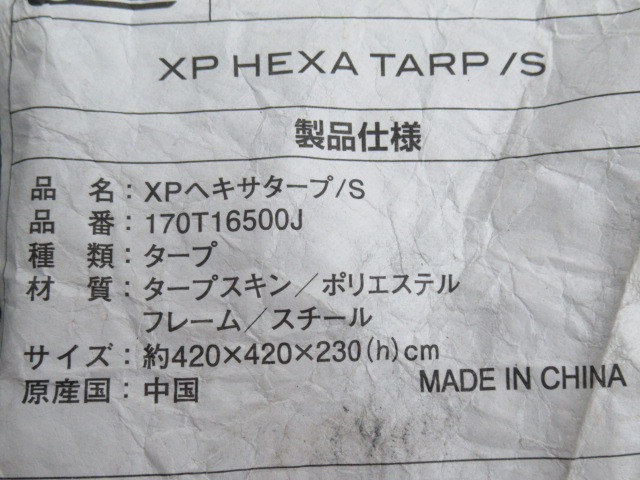 XP HEXA TARP /S
製品仕様
品　名：XPヘキサタープ/S
品　番：170T16500J
種　類：タープ
材　質：タープスキン／ポリエステル
フレーム／スチール
サイズ：約420×420×230(h)cm
原産国：中国 MADE IN CHINA